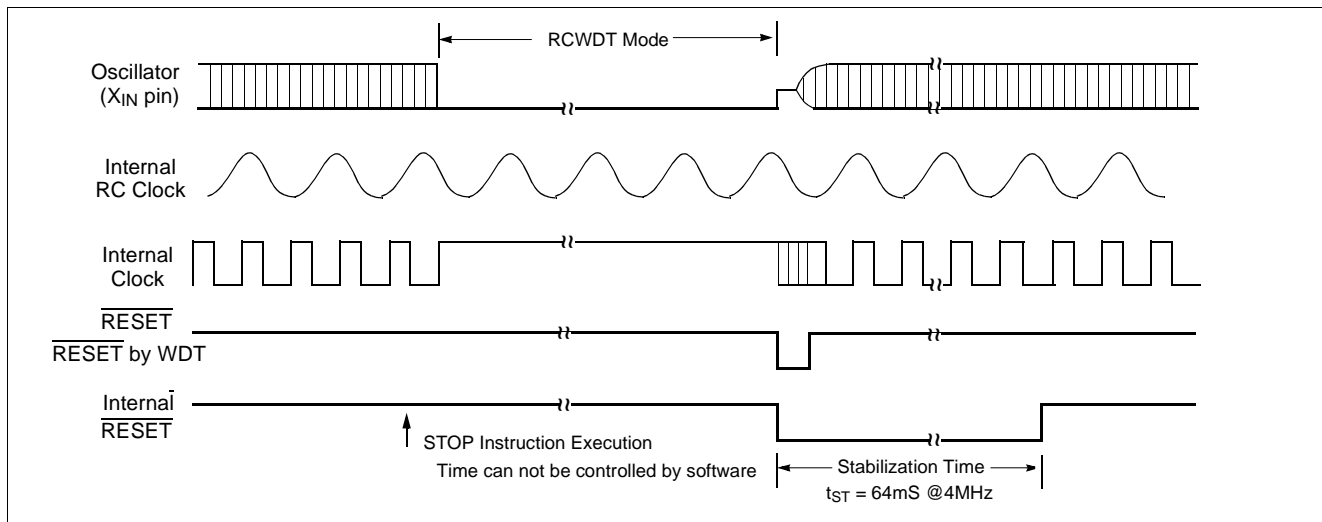 RCWDT Mode
Oscillator
(XIN pin)
Internal
RC Clock
Internal
Clock
RESET
RESET by WDT
Internal
RESET
STOP Instruction Execution
Time can not be controlled by software
Stabilization Time
tST = 64mS @4MHz